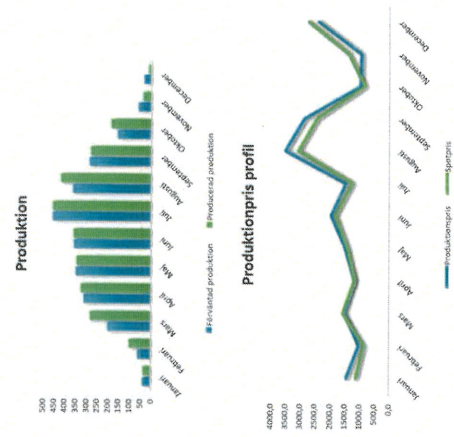 Produktion
500
450
400
350
300
250
200
150
100
50
0
Januari
Februari
Mars
April
Maj
Juni
Juli
Augusti
September
Oktober
November
December
Förväntad produktion
Producerad produktion
Produktionpris profil
4000,0
3500,0
3000,0
2500,0
2000,0
1500,0
1000,0
500,0
0,0
Januari
Februari
Mars
April
Maj
Juni
Juli
Augusti
September
Oktober
November
December
Produktionspris
Spotpris